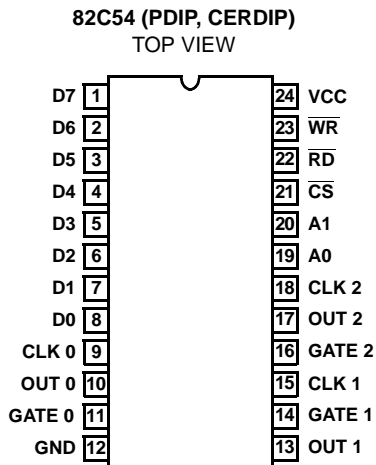 82C54 (PDIP, CERDIP)
TOP VIEW
D7 1 24 VCC
D6 2 23 W̅R̅
D5 3 22 R̅D̅
D4 4 21 C̅S̅
D3 5 20 A1
D2 6 19 A0
D1 7 18 CLK 2
D0 8 17 OUT 2
CLK 0 9 16 GATE 2
OUT 0 10 15 CLK 1
GATE 0 11 14 GATE 1
GND 12 13 OUT 1